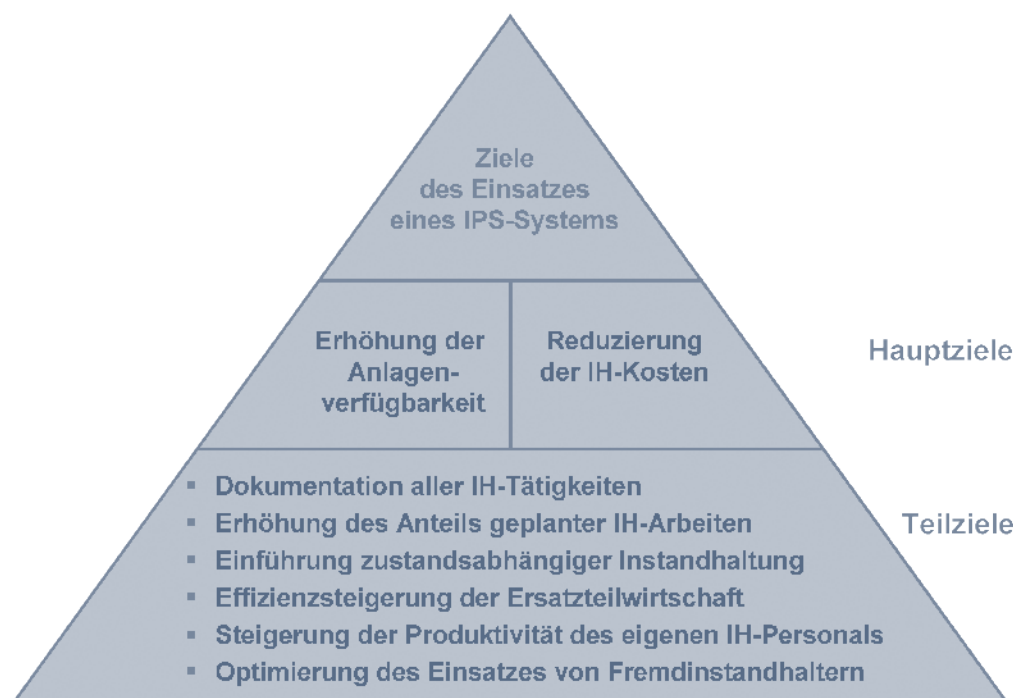 Ziele
des Einsatzes
eines IPS-Systems
Erhöhung der
Anlagen-
verfügbarkeit
Reduzierung
der IH-Kosten
Hauptziele
▪ Dokumentation aller IH-Tätigkeiten
▪ Erhöhung des Anteils geplanter IH-Arbeiten
▪ Einführung zustandsabhängiger Instandhaltung
▪ Effizienzsteigerung der Ersatzteilwirtschaft
▪ Steigerung der Produktivität des eigenen IH-Personals
▪ Optimierung des Einsatzes von Fremdinstandhaltern
Teilziele